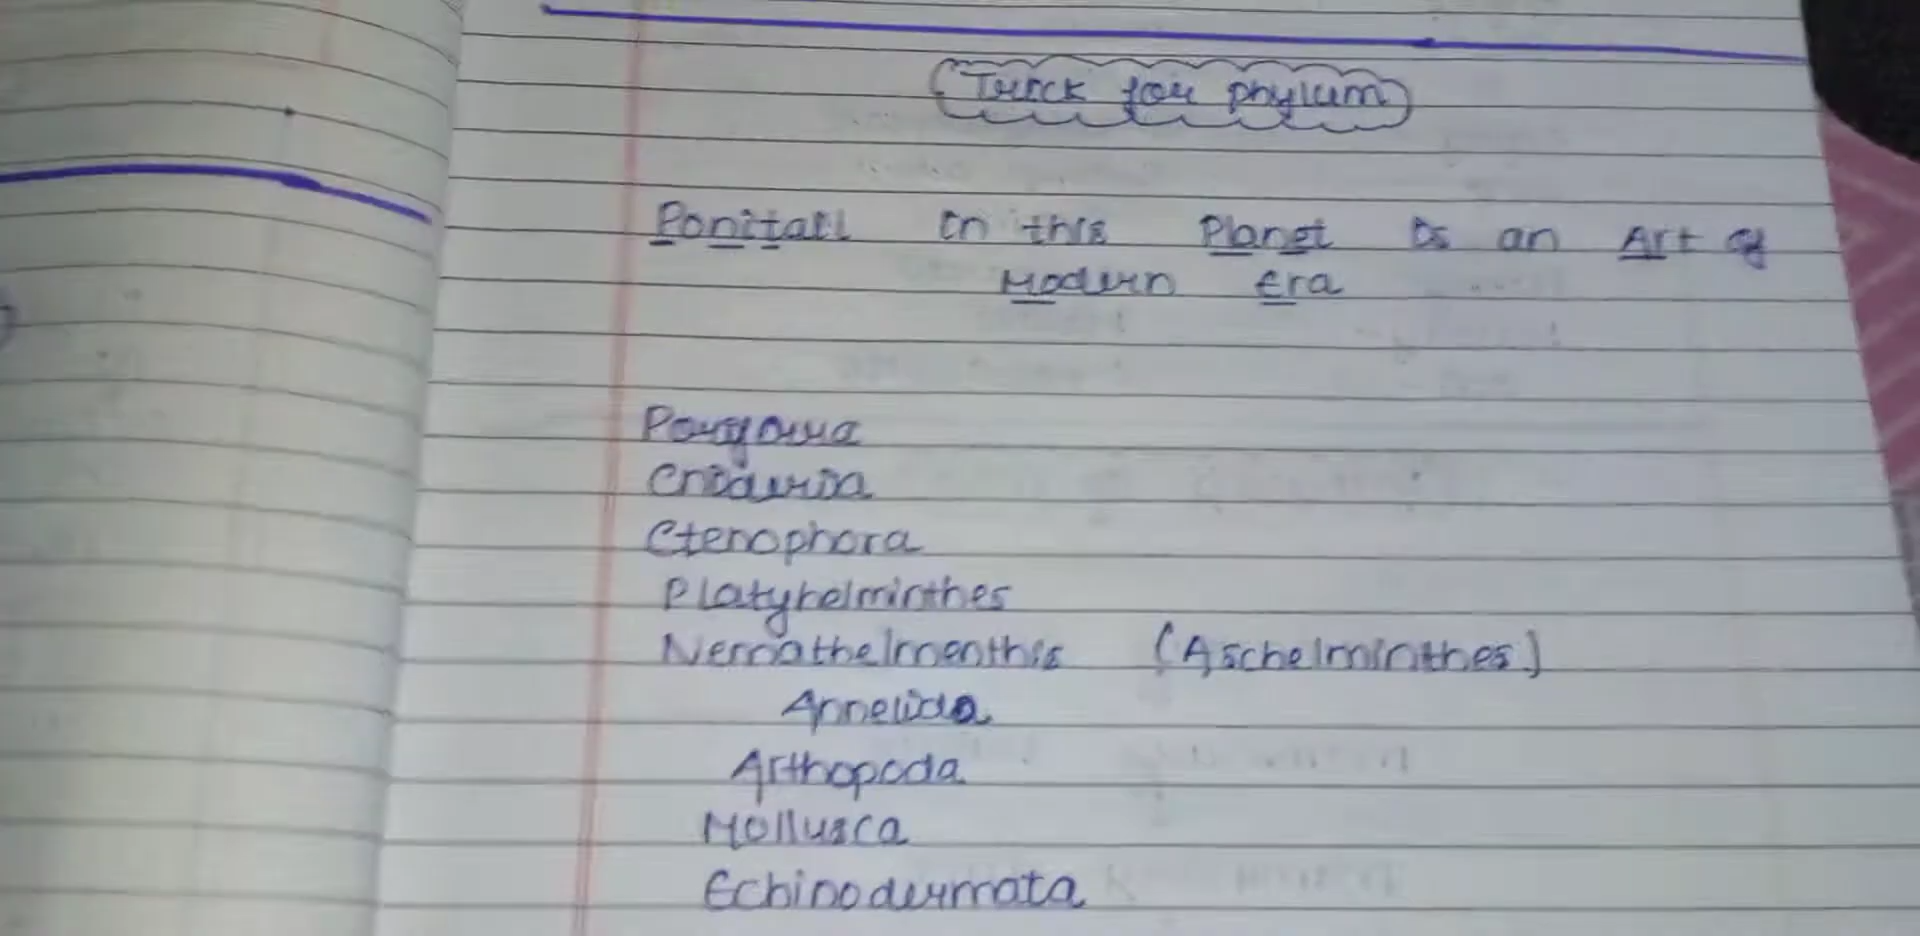 Trick for phylum
Ponitail in this Planet is an Art of
Modern Era
Porifera
Cnidaria
Ctenophora
Platyhelminthes
Nemathelmenthis (Aschelminthes)
Annelida
Arthopoda
Mollusca
Echinodermata